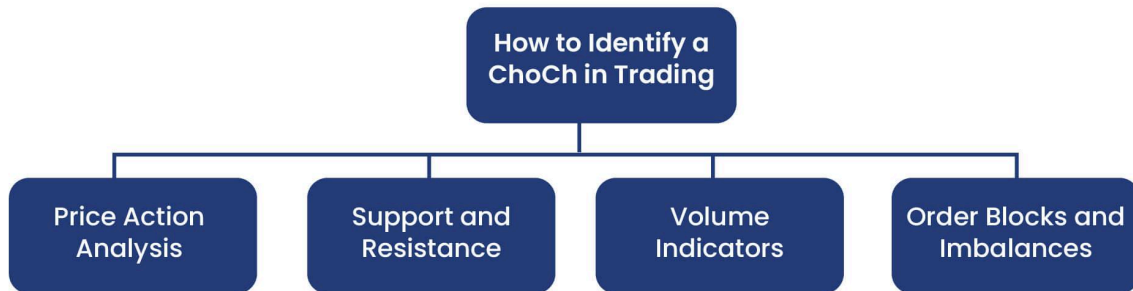 How to Identify a
ChoCh in Trading
Price Action
Analysis
Support and
Resistance
Volume
Indicators
Order Blocks and
Imbalances